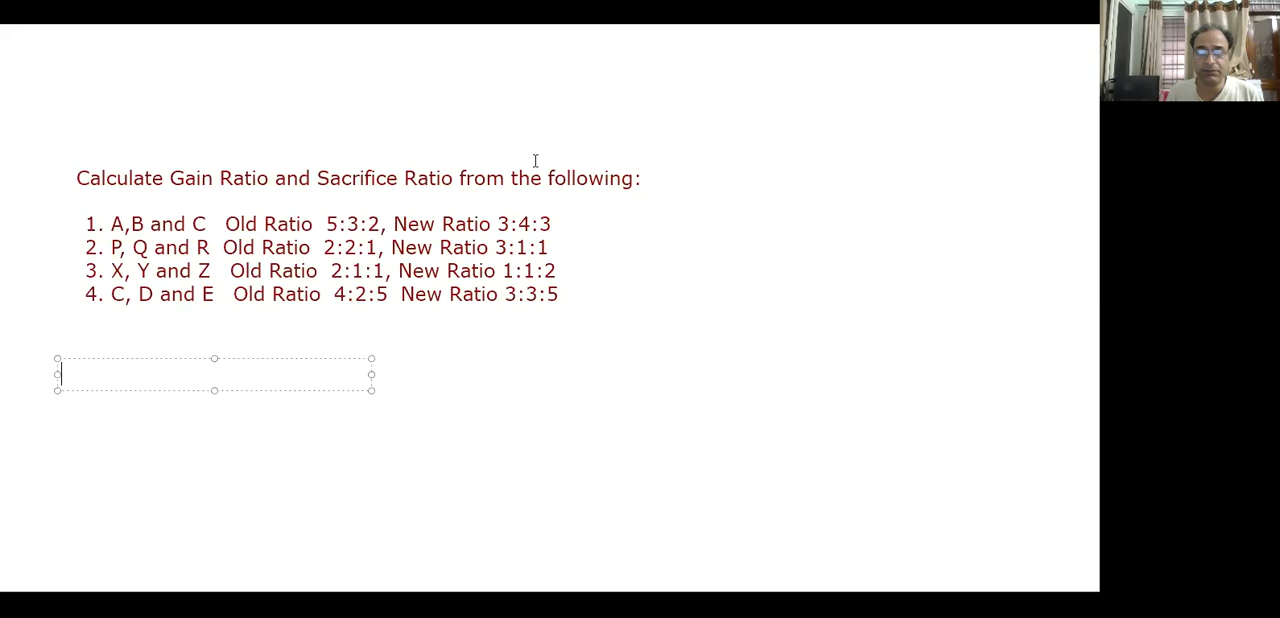 Calculate Gain Ratio and Sacrifice Ratio from the following:
1. A,B and C Old Ratio 5:3:2, New Ratio 3:4:3
2. P, Q and R Old Ratio 2:2:1, New Ratio 3:1:1
3. X, Y and Z Old Ratio 2:1:1, New Ratio 1:1:2
4. C, D and E Old Ratio 4:2:5 New Ratio 3:3:5